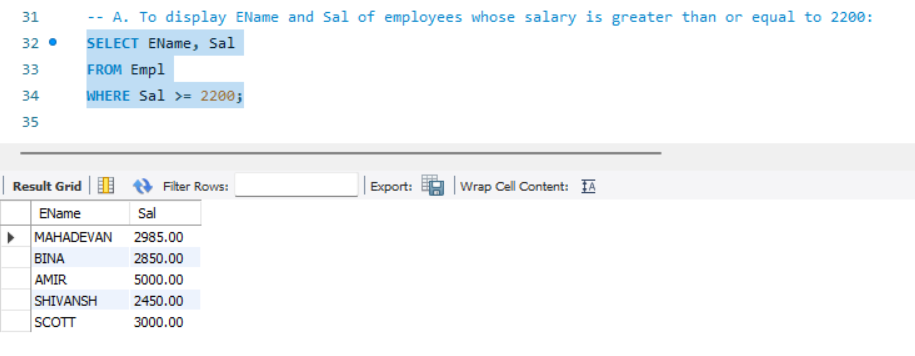 31 -- A. To display EName and Sal of employees whose salary is greater than or equal to 2200:
32 SELECT EName, Sal
33 FROM Empl
34 WHERE Sal >= 2200;
35
Result Grid Filter Rows: Export: Wrap Cell Content: IA
EName Sal
MAHADEVAN 2985.00
BINA 2850.00
AMIR 5000.00
SHIVANSH 2450.00
SCOTT 3000.00